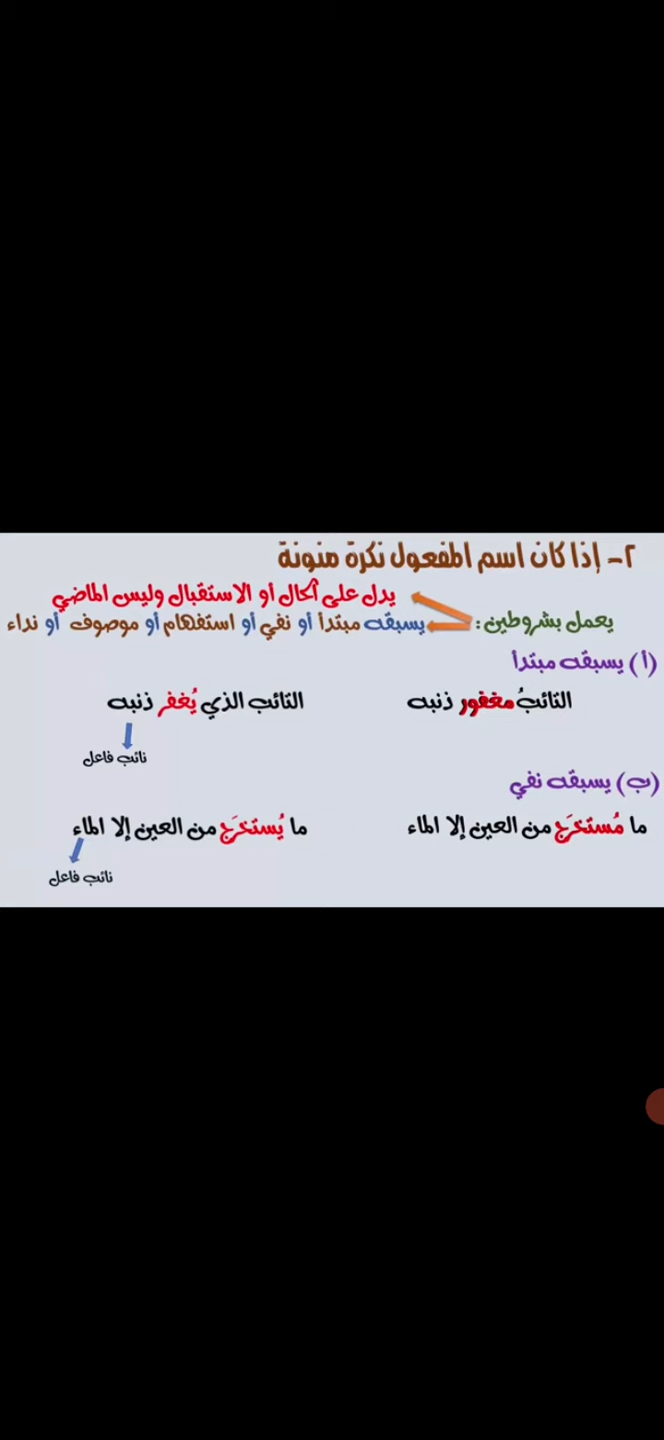 ٢- إذا كان اسم المفعول نكرة منونة
يدل على الحال أو الاستقبال وليس الماضي
يعمل بشروطين: يسبقه مبتدأ أو نفي أو استفهام أو موصوف أو نداء
(أ) يسبقه مبتدأ
التائبُ مغفور ذنبه التائب الذي يُغفر ذنبه
نائب فاعل
(ب) يسبقه نفي
ما مُستخرَج من العين إلا الماء ما يُستخرَج من العين إلا الماء
نائب فاعل